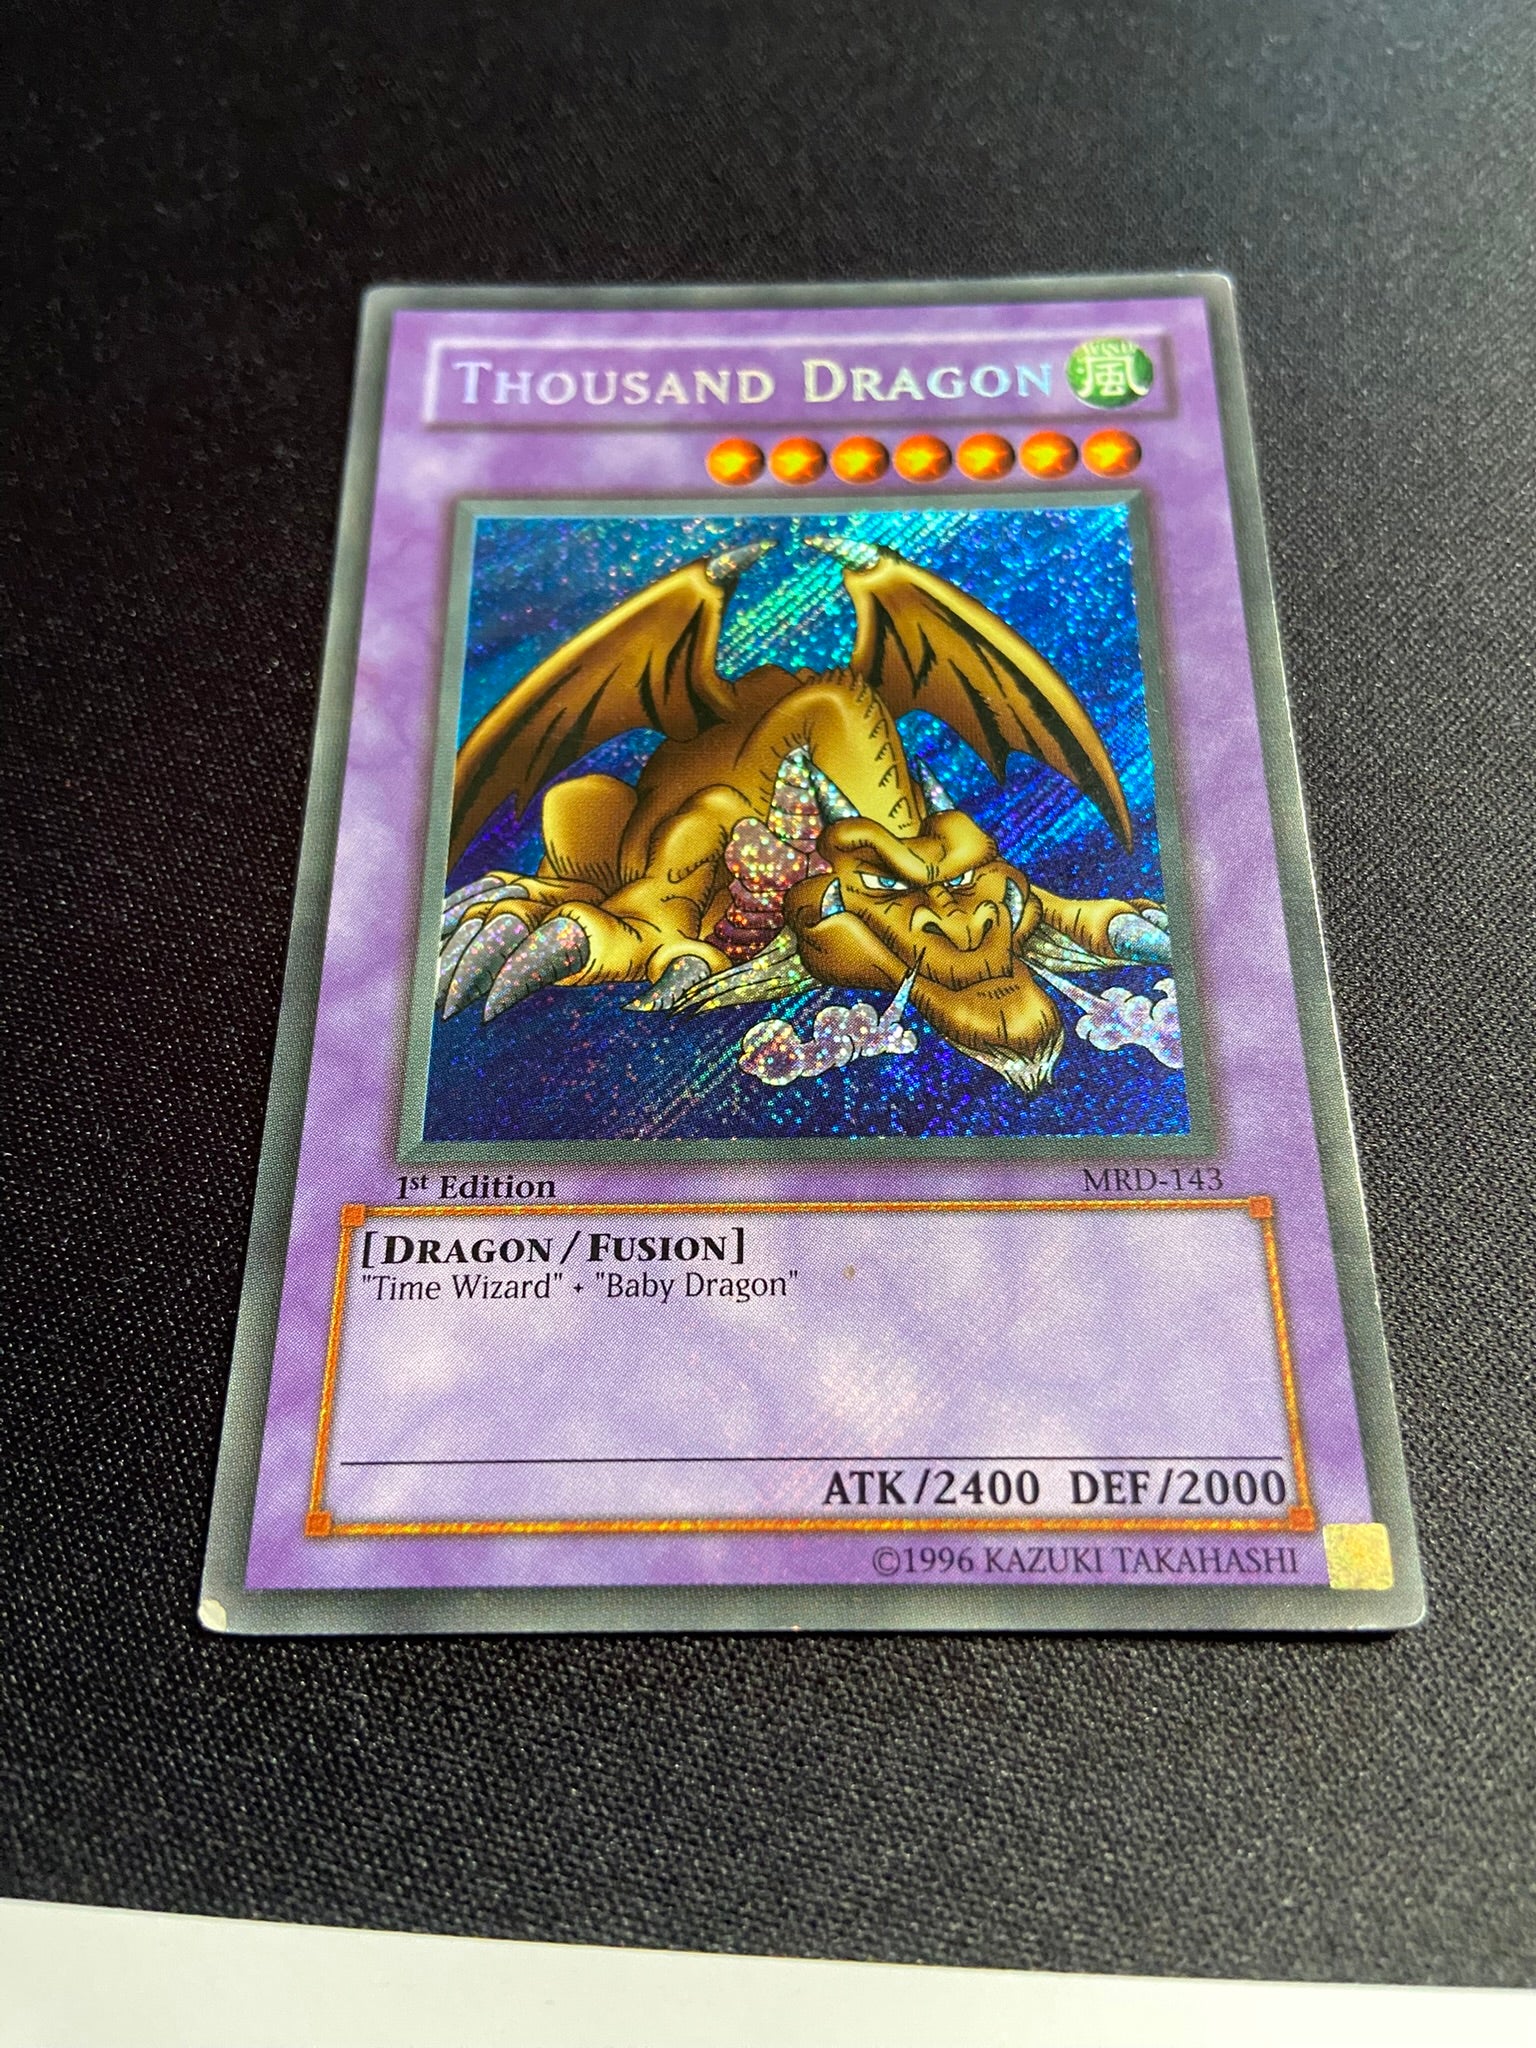 THOUSAND DRAGON
WIND
風
1st Edition
MRD-143
[DRAGON/FUSION]
"Time Wizard" + "Baby Dragon"
ATK/2400 DEF/2000
©1996 KAZUKI TAKAHASHI